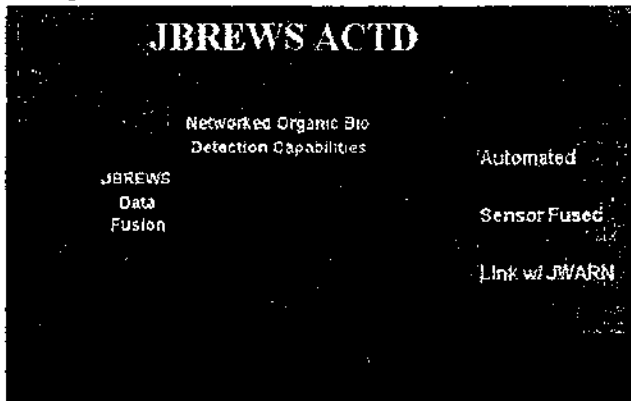 JBREWS ACTD
Networked Organic Bio
Detection Capabilities
JBREWS
Data
Fusion
Automated
Sensor Fused
Link w/ JWARN